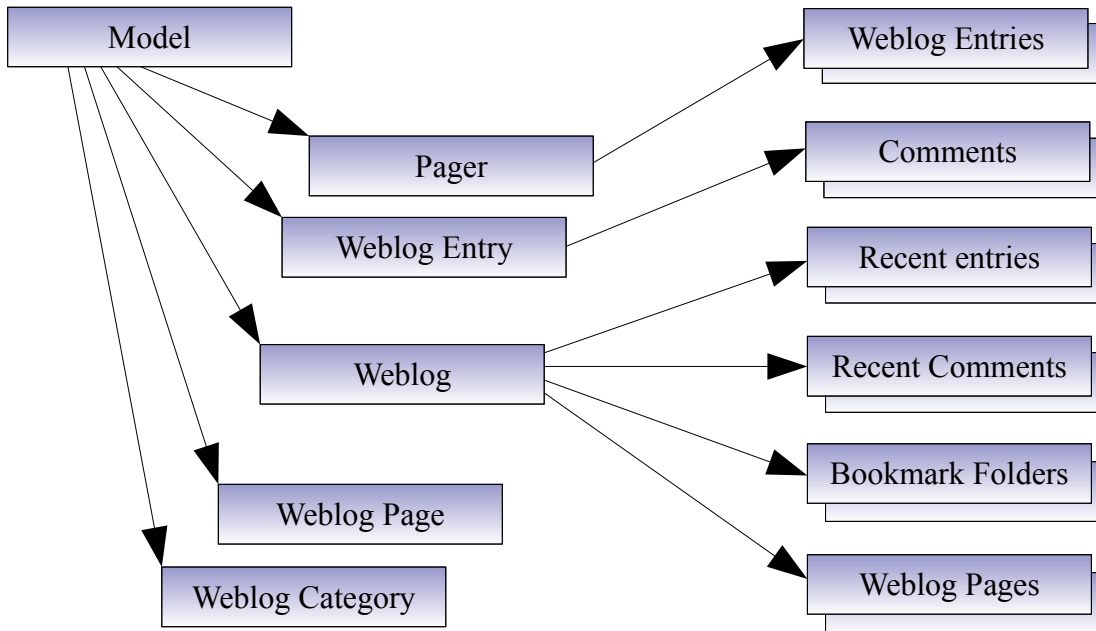 Model
Weblog Entries
Pager
Comments
Weblog Entry
Recent entries
Weblog
Recent Comments
Bookmark Folders
Weblog Page
Weblog Pages
Weblog Category